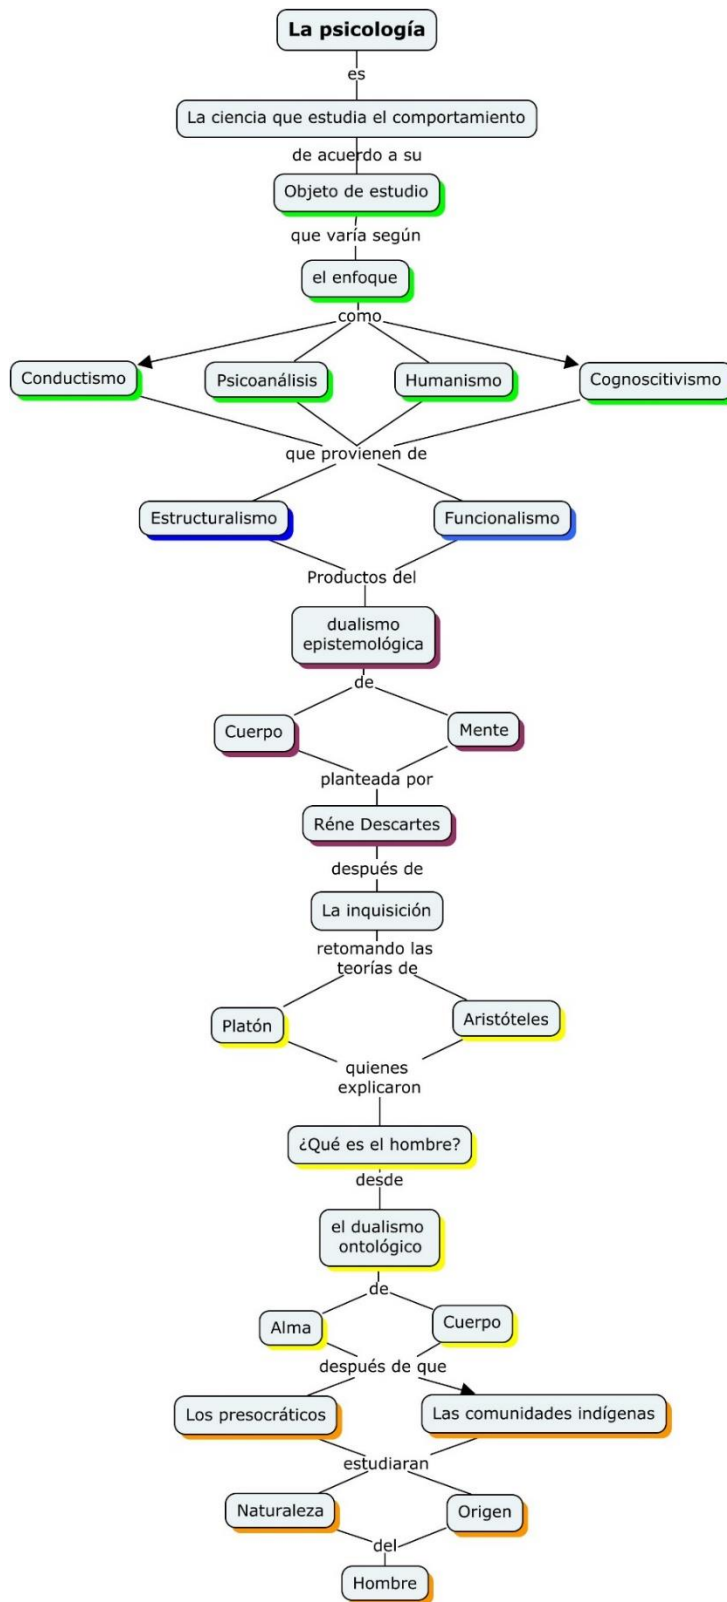 La psicología
es
La ciencia que estudia el comportamiento
de acuerdo a su
Objeto de estudio
que varía según
el enfoque
como
Conductismo
Psicoanálisis
Humanismo
Cognoscitivismo
que provienen de
Estructuralismo
Funcionalismo
Productos del
dualismo
epistemológica
de
Cuerpo
Mente
planteada por
Réne Descartes
después de
La inquisición
retomando las
teorías de
Platón
Aristóteles
quienes
explicaron
¿Qué es el hombre?
desde
el dualismo
ontológico
de
Alma
Cuerpo
después de que
Los presocráticos
Las comunidades indígenas
estudiaran
Naturaleza
Origen
del
Hombre